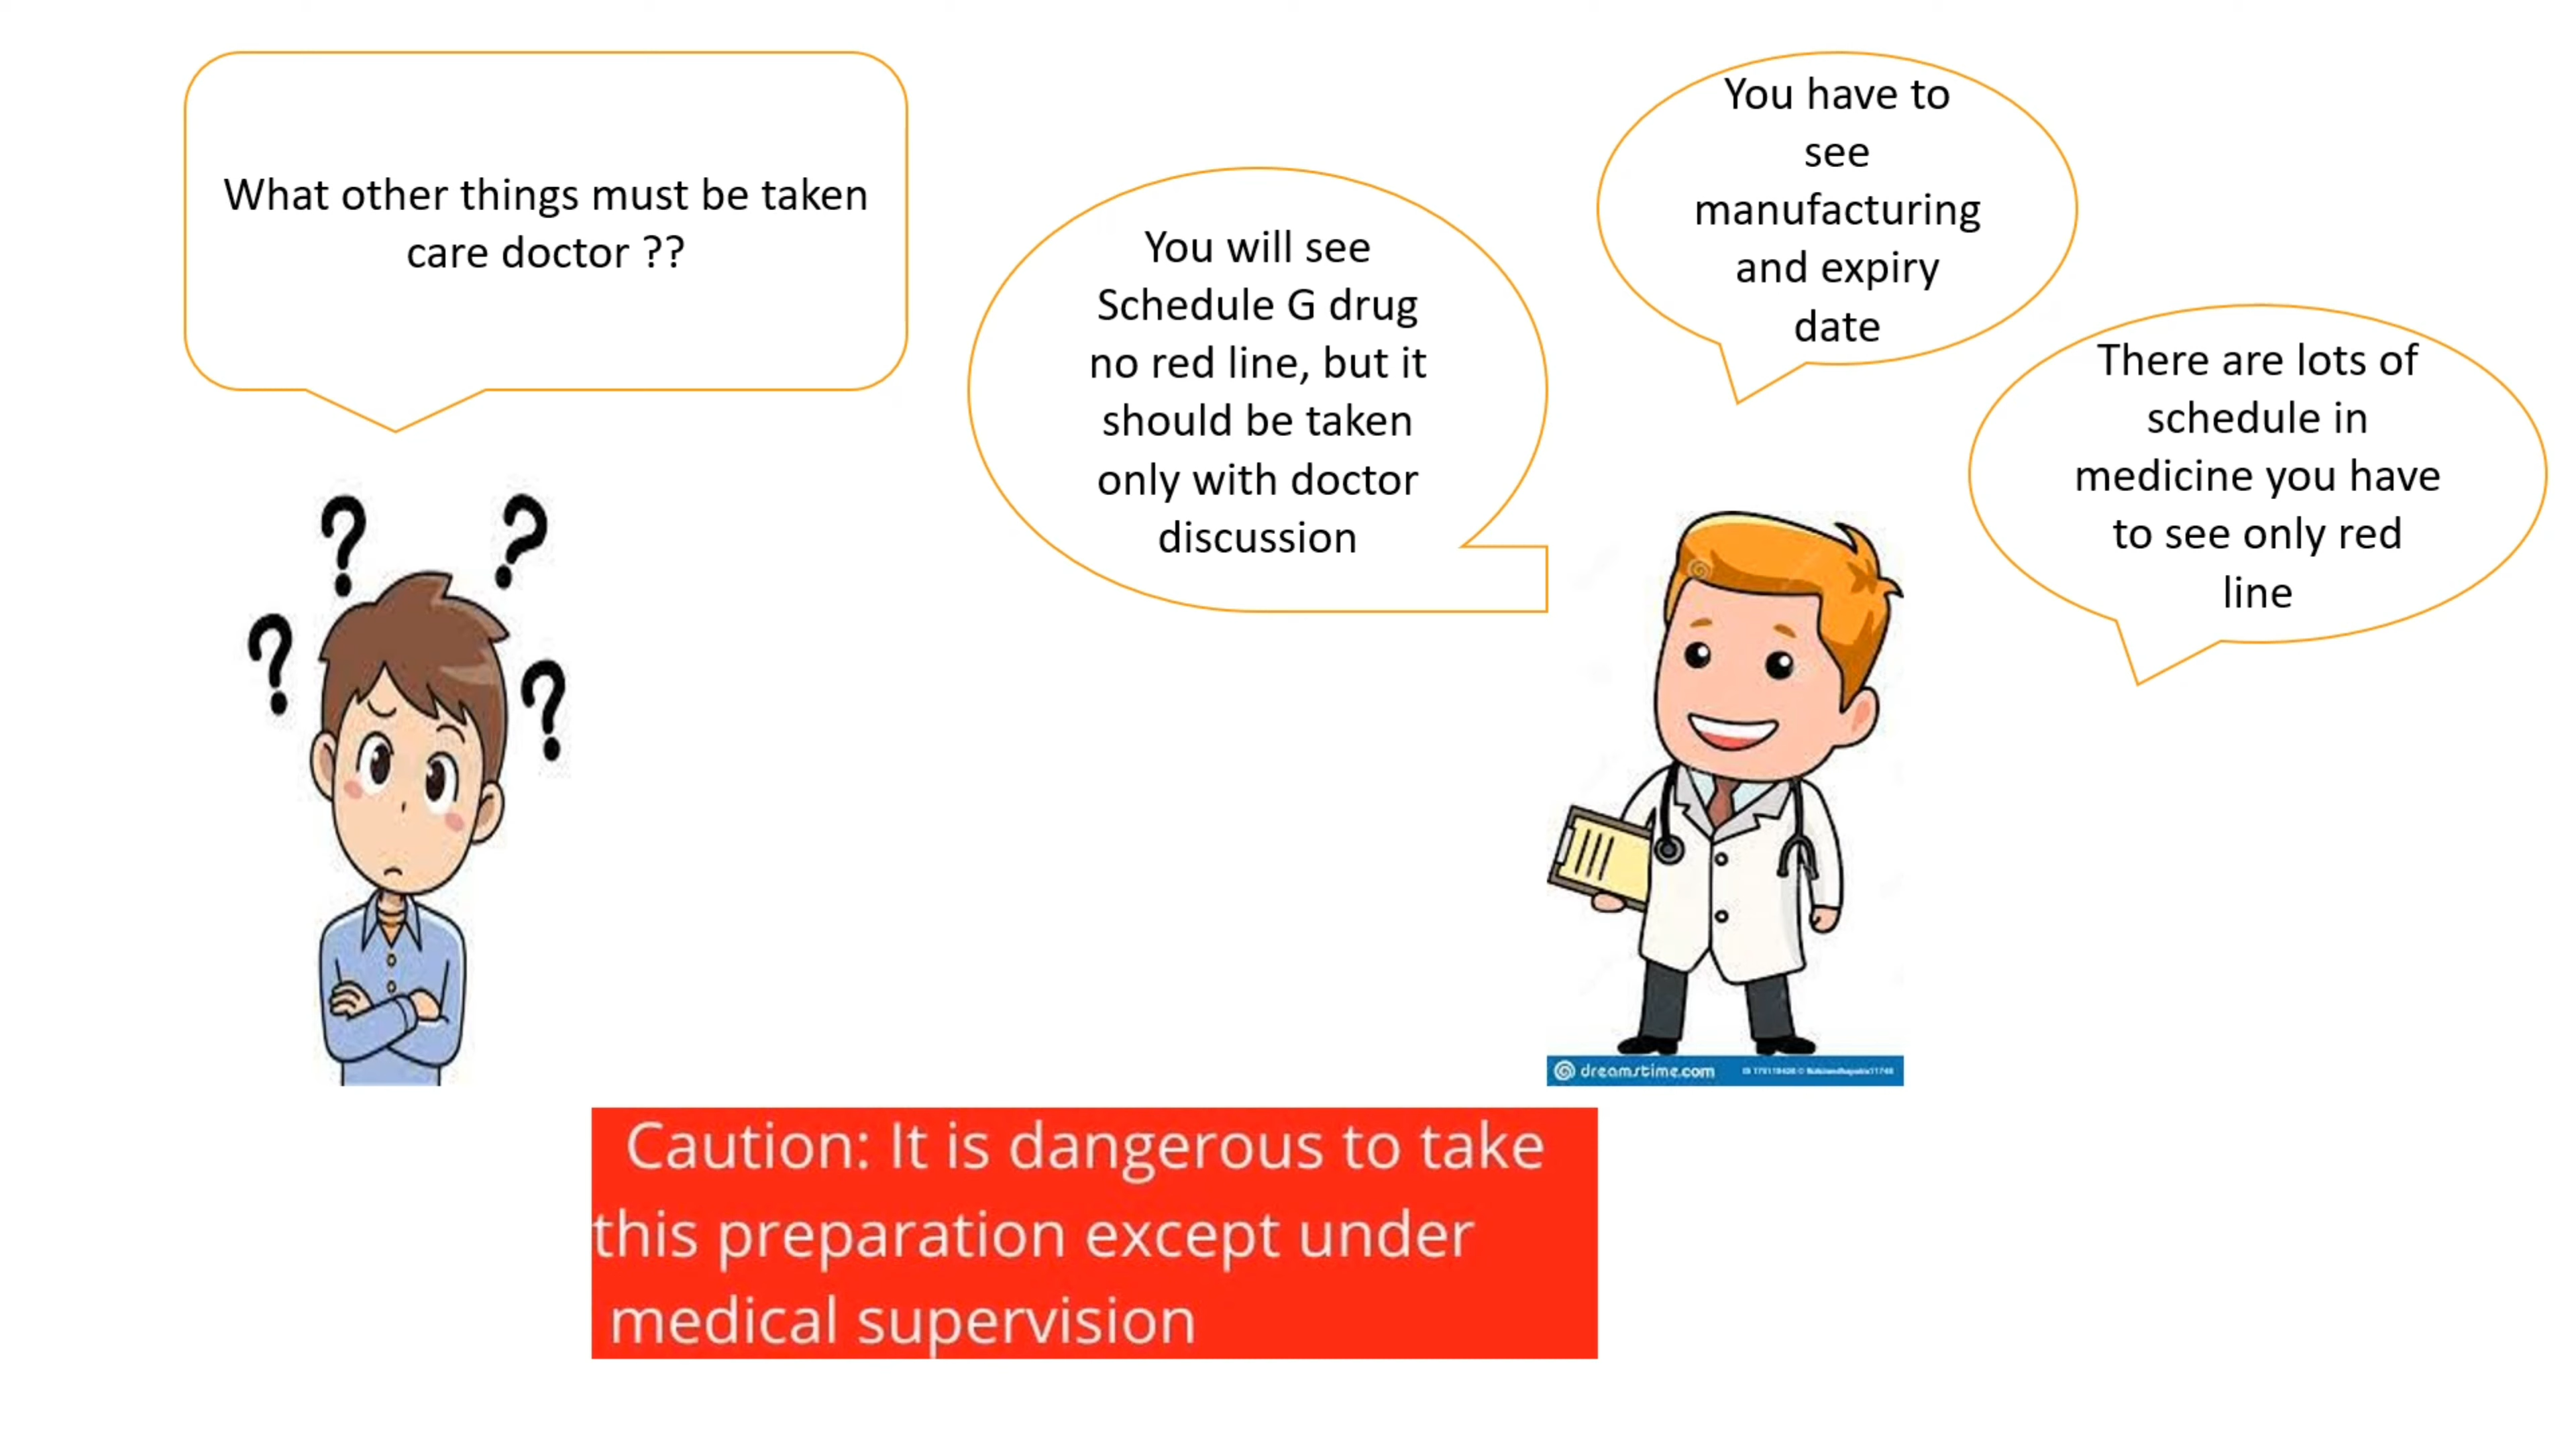 What other things must be taken
care doctor ??
You will see
Schedule G drug
no red line, but it
should be taken
only with doctor
discussion
You have to
see
manufacturing
and expiry
date
There are lots of
schedule in
medicine you have
to see only red
line
? ? ? ?
dreamstime.com
Caution: It is dangerous to take
this preparation except under
medical supervision